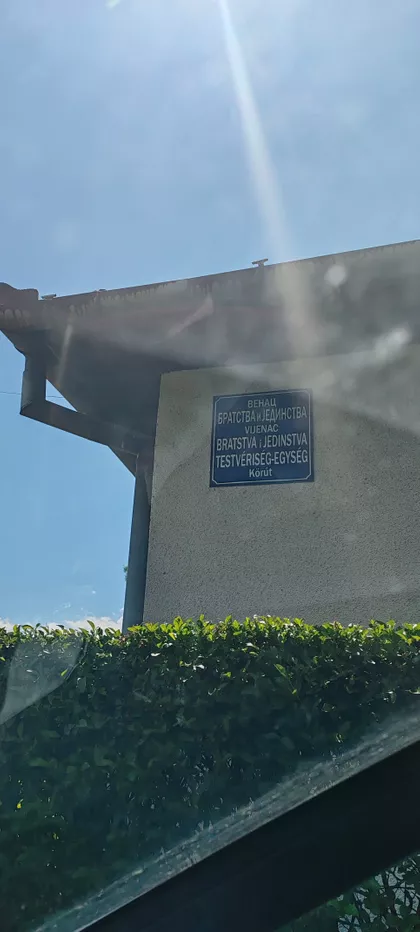 ВЕНАЦ
БРАТСТВА И ЈЕДИНСТВА
VIJENAC
BRATSTVA i JEDINSTVA
TESTVÉRISÉG-EGYSÉG
Körút